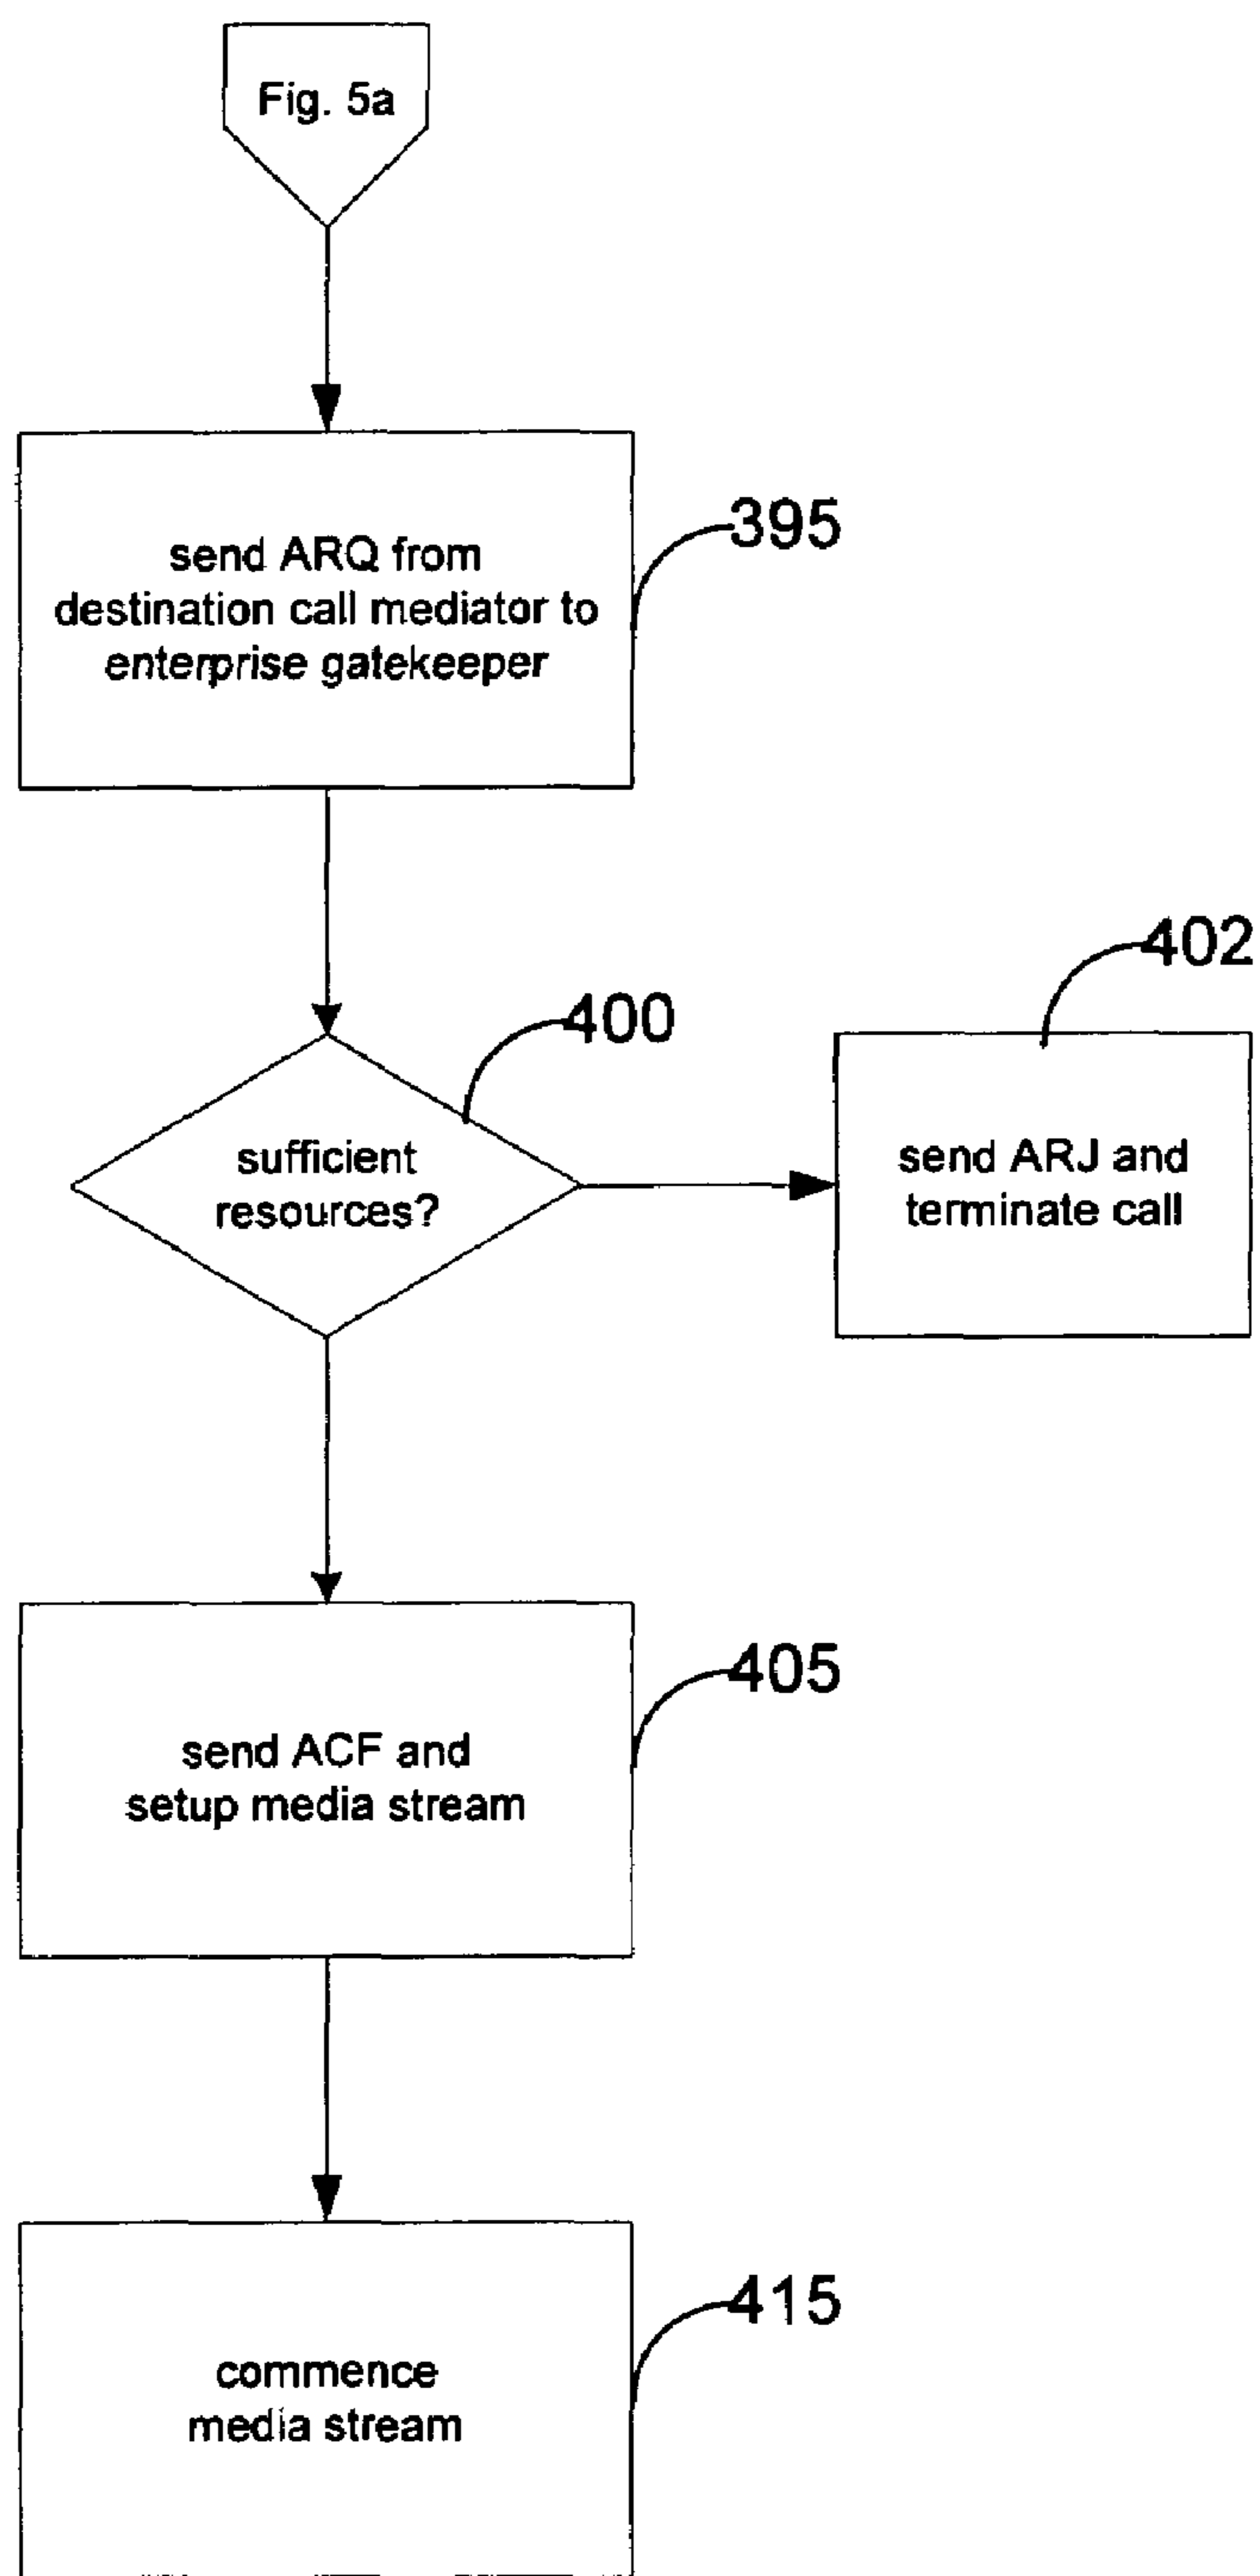 Fig. 5a
send ARQ from
destination call mediator to
enterprise gatekeeper
395
sufficient
resources?
400
send ARJ and
terminate call
402
send ACF and
setup media stream
405
commence
media stream
415